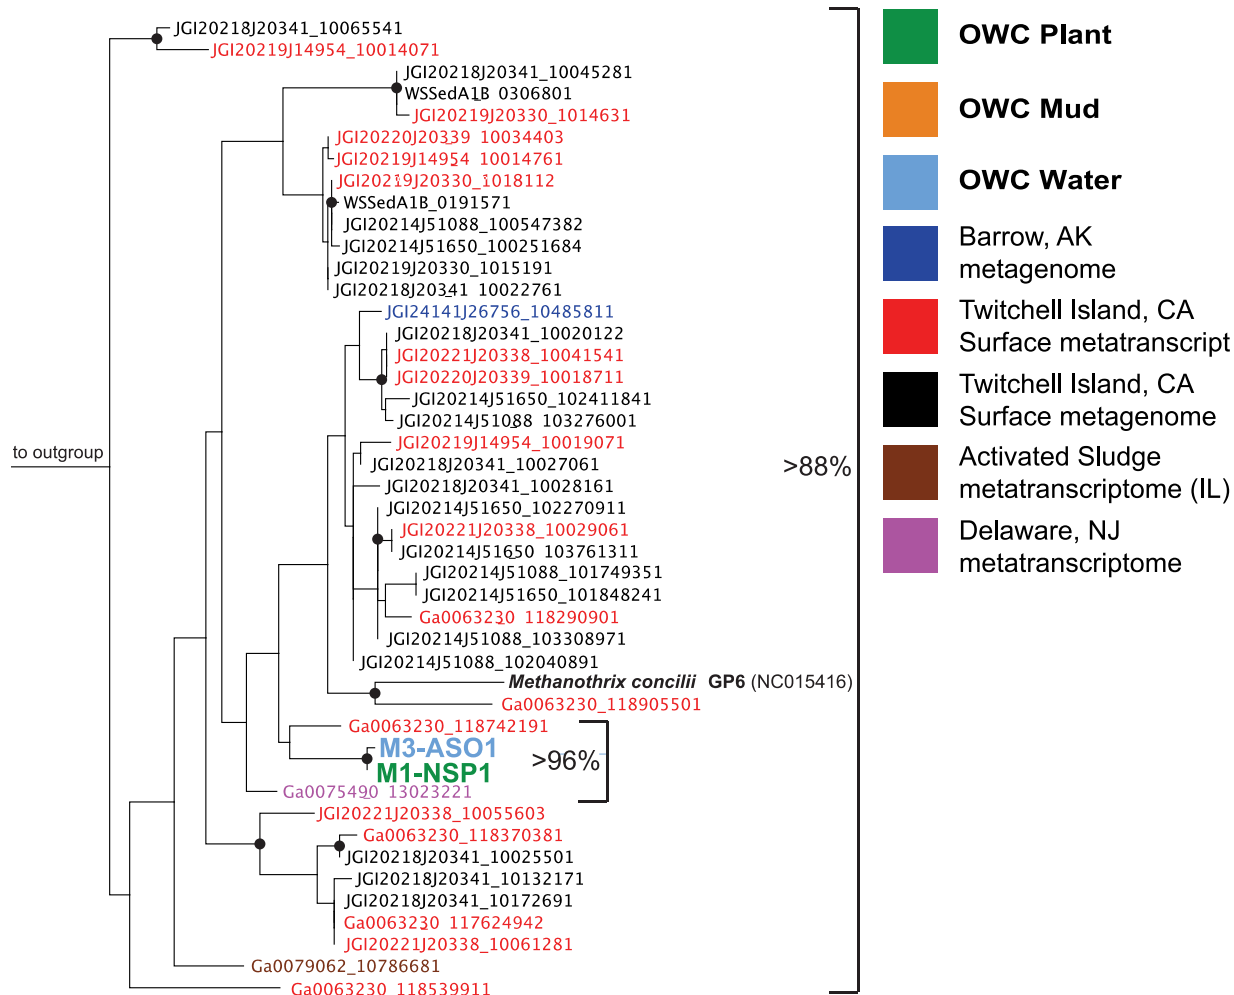 JGI20218J20341_10065541
JGI20219J14954_10014071
JGI20218J20341_10045281
WSSedA1B_0306801
JGI20219J20330_1014631
JGI20220J20339_10034403
JGI20219J14954_10014761
JGI20219J20330_1018112
WSSedA1B_0191571
JGI20214J51088_100547382
JGI20214J51650_100251684
JGI20219J20330_1015191
JGI20218J20341_10022761
JGI24141J26756_10485811
JGI20218J20341_10020122
JGI20221J20338_10041541
JGI20220J20339_10018711
JGI20214J51650_102411841
JGI20214J51088_103276001
JGI20219J14954_10019071
to outgroup
JGI20218J20341_10027061
JGI20218J20341_10028161
JGI20214J51650_102270911
JGI20221J20338_10029061
JGI20214J51650_103761311
JGI20214J51088_101749351
JGI20214J51650_101848241
Ga0063230_118290901
JGI20214J51088_103308971
JGI20214J51088_102040891
Methanothrix concilii GP6 (NC015416)
Ga0063230_118905501
Ga0063230_118742191
M3-ASO1
M1-NSP1
Ga0075490_13023221
JGI20221J20338_10055603
Ga0063230_118370381
JGI20218J20341_10025501
JGI20218J20341_10132171
JGI20218J20341_10172691
Ga0063230_117624942
JGI20221J20338_10061281
Ga0079062_10786681
Ga0063230_118539911
>96%
>88%
OWC Plant
OWC Mud
OWC Water
Barrow, AK
metagenome
Twitchell Island, CA
Surface metatranscript
Twitchell Island, CA
Surface metagenome
Activated Sludge
metatranscriptome (IL)
Delaware, NJ
metatranscriptome